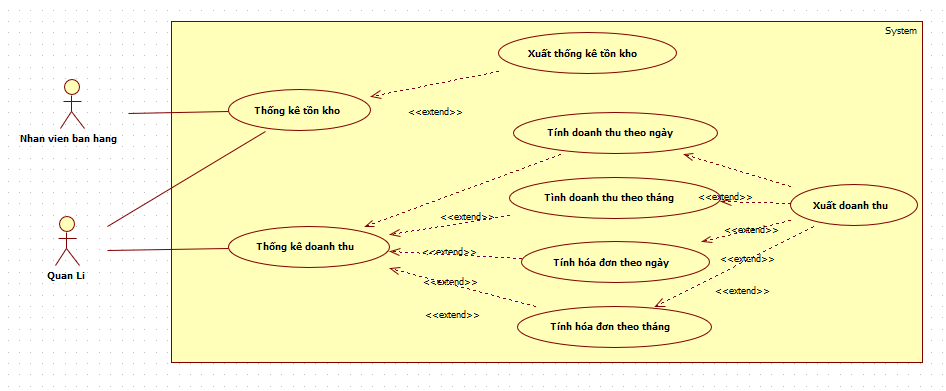 System
Xuất thống kê tồn kho
Thống kê tồn kho
<<extend>>
Nhan vien ban hang
Tính doanh thu theo ngày
Tình doanh thu theo tháng
<<extend>>
Xuất doanh thu
<<extend>>
<<extend>>
Thống kê doanh thu
Quan Li
Tính hóa đơn theo ngày
<<extend>>
<<extend>>
<<extend>>
<<extend>>
Tính hóa đơn theo tháng